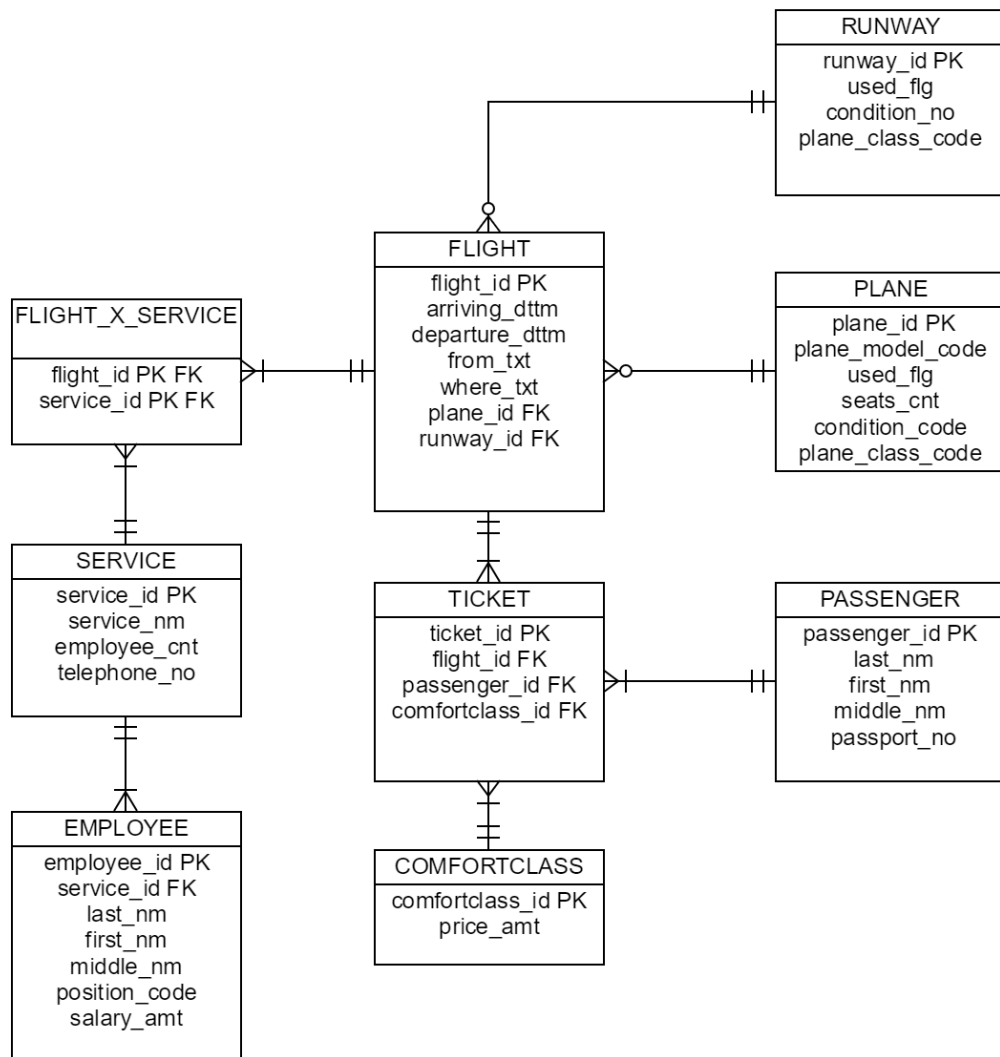 RUNWAY
runway_id PK
used_flg
condition_no
plane_class_code
FLIGHT
flight_id PK
arriving_dttm
departure_dttm
from_txt
where_txt
plane_id FK
runway_id FK
PLANE
plane_id PK
plane_model_code
used_flg
seats_cnt
condition_code
plane_class_code
FLIGHT_X_SERVICE
flight_id PK FK
service_id PK FK
SERVICE
service_id PK
service_nm
employee_cnt
telephone_no
TICKET
ticket_id PK
flight_id FK
passenger_id FK
comfortclass_id FK
PASSENGER
passenger_id PK
last_nm
first_nm
middle_nm
passport_no
EMPLOYEE
employee_id PK
service_id FK
last_nm
first_nm
middle_nm
position_code
salary_amt
COMFORTCLASS
comfortclass_id PK
price_amt